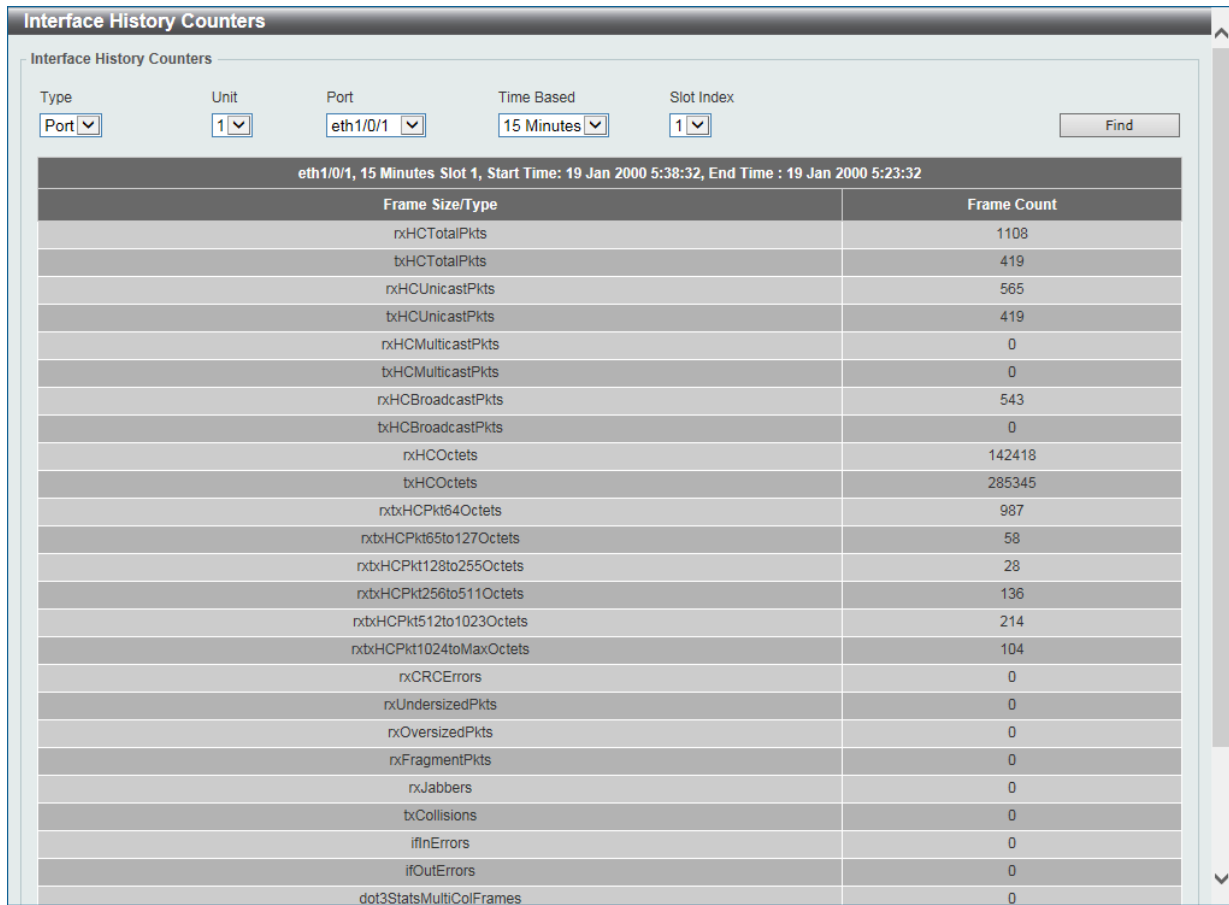 Interface History Counters
Interface History Counters
Type Unit Port Time Based Slot Index
Port 1 eth1/0/1 15 Minutes 1 Find
eth1/0/1, 15 Minutes Slot 1, Start Time: 19 Jan 2000 5:38:32, End Time : 19 Jan 2000 5:23:32
Frame Size/Type Frame Count
rxHCTotalPkts 1108
txHCTotalPkts 419
rxHCUnicastPkts 565
txHCUnicastPkts 419
rxHCMulticastPkts 0
txHCMulticastPkts 0
rxHCBroadcastPkts 543
txHCBroadcastPkts 0
rxHCOctets 142418
txHCOctets 285345
rxtxHCPkt64Octets 987
rxtxHCPkt65to127Octets 58
rxtxHCPkt128to255Octets 28
rxtxHCPkt256to511Octets 136
rxtxHCPkt512to1023Octets 214
rxtxHCPkt1024toMaxOctets 104
rxCRCErrors 0
rxUndersizedPkts 0
rxOversizedPkts 0
rxFragmentPkts 0
rxJabbers 0
txCollisions 0
ifInErrors 0
ifOutErrors 0
dot3StatsMultiColFrames 0